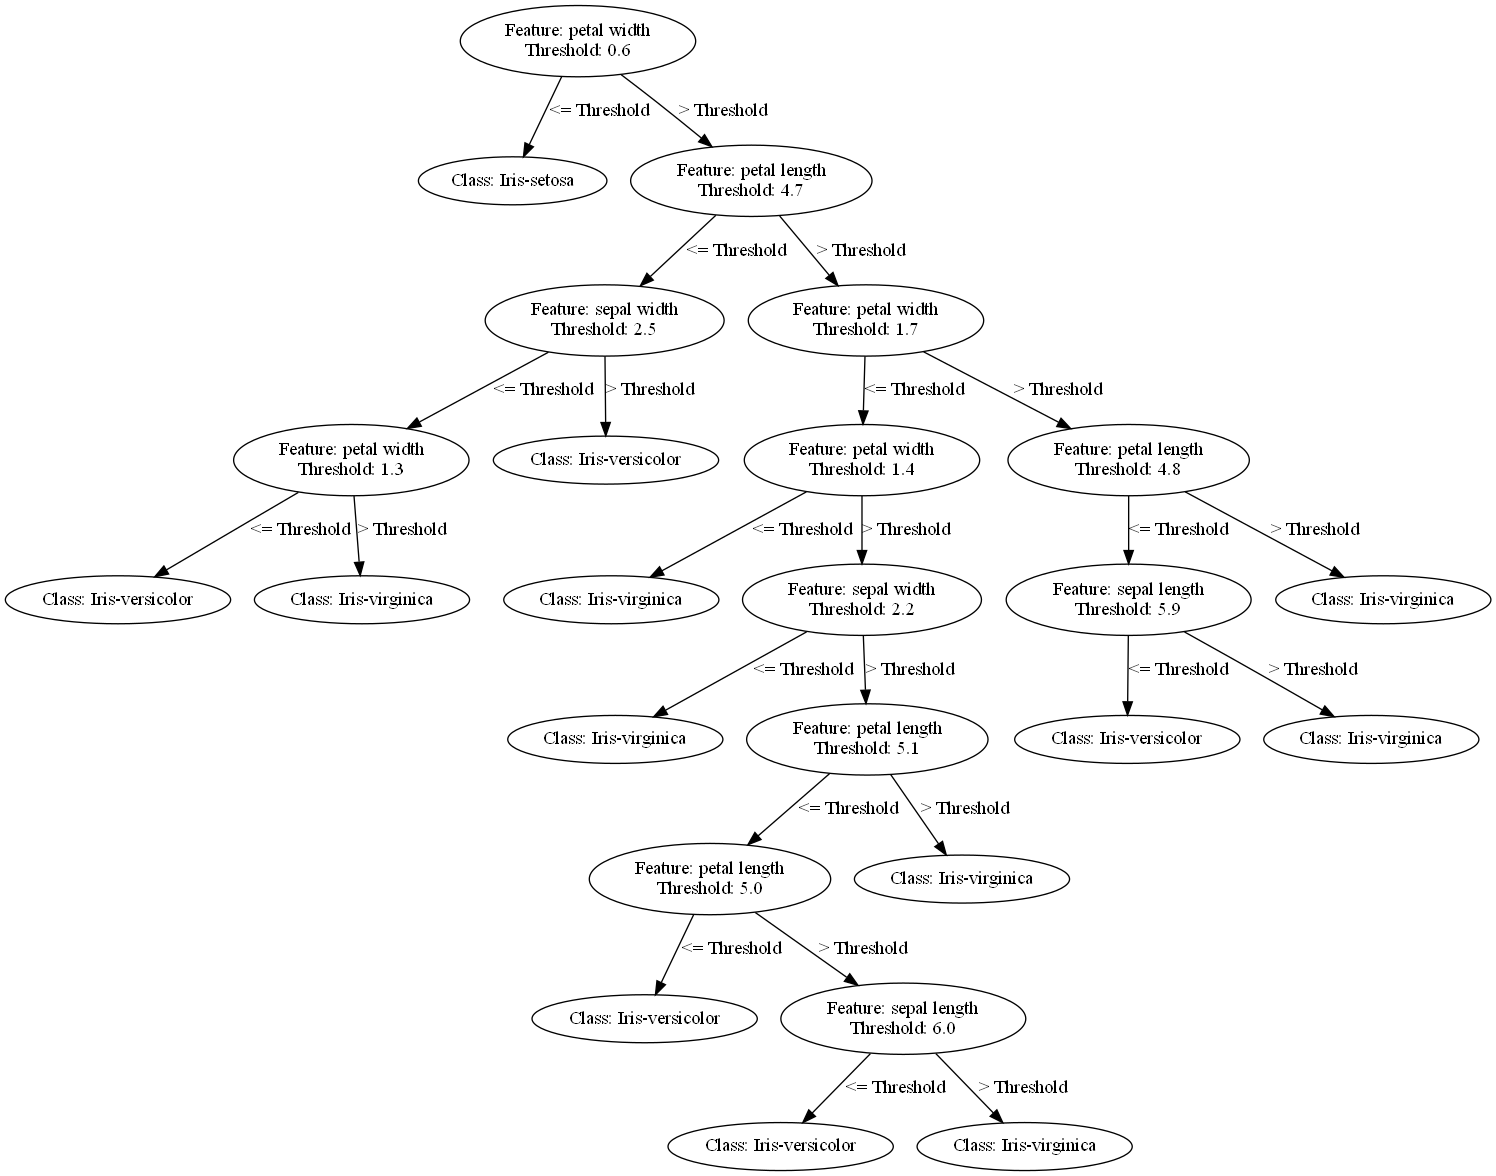 Feature: petal width
Threshold: 0.6
<= Threshold
> Threshold
Class: Iris-setosa
Feature: petal length
Threshold: 4.7
<= Threshold
> Threshold
Feature: sepal width
Threshold: 2.5
Feature: petal width
Threshold: 1.7
<= Threshold
> Threshold
<= Threshold
> Threshold
Feature: petal width
Threshold: 1.3
Class: Iris-versicolor
Feature: petal width
Threshold: 1.4
Feature: petal length
Threshold: 4.8
<= Threshold
> Threshold
<= Threshold
> Threshold
<= Threshold
> Threshold
Class: Iris-versicolor
Class: Iris-virginica
Class: Iris-virginica
Feature: sepal width
Threshold: 2.2
Feature: sepal length
Threshold: 5.9
Class: Iris-virginica
<= Threshold
> Threshold
<= Threshold
> Threshold
Class: Iris-virginica
Feature: petal length
Threshold: 5.1
Class: Iris-versicolor
Class: Iris-virginica
<= Threshold
> Threshold
Feature: petal length
Threshold: 5.0
Class: Iris-virginica
<= Threshold
> Threshold
Class: Iris-versicolor
Feature: sepal length
Threshold: 6.0
<= Threshold
> Threshold
Class: Iris-versicolor
Class: Iris-virginica